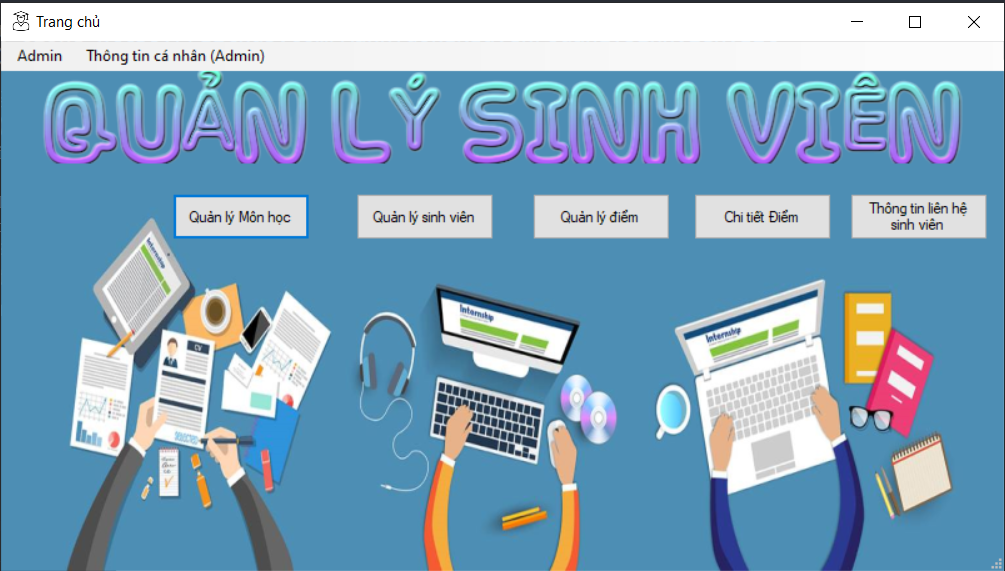 Trang chủ
Admin Thông tin cá nhân (Admin)
QUẢN LÝ SINH VIÊN
Quản lý Môn học
Quản lý sinh viên
Quản lý điểm
Chi tiết Điểm
Thông tin liên hệ
sinh viên
Internship
CV
Internship
Internship